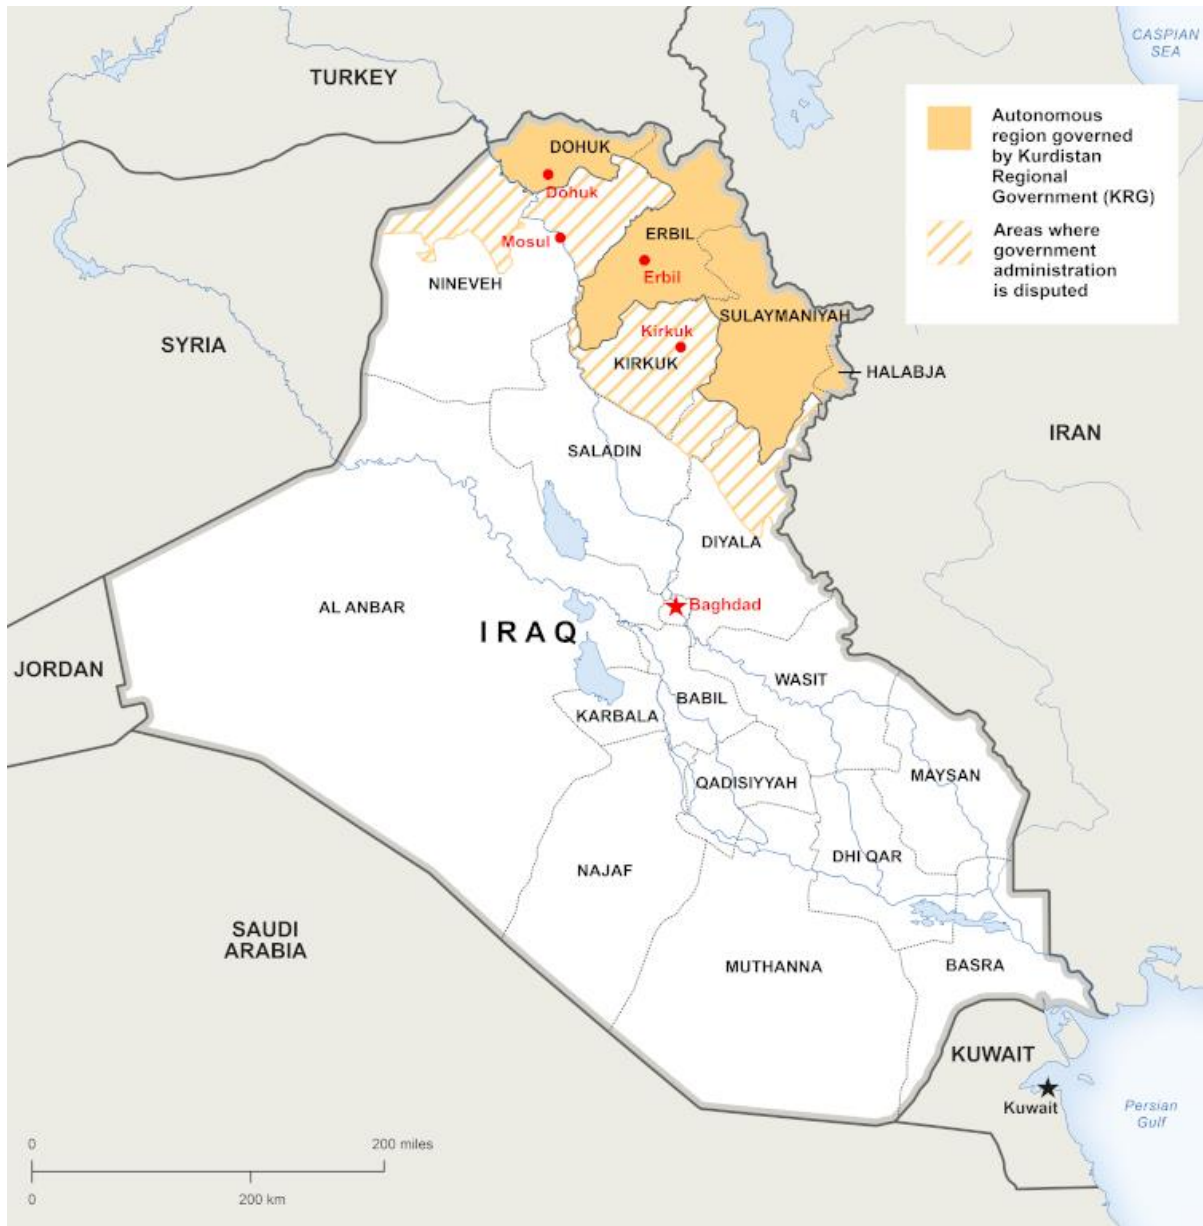 CASPIAN
SEA
TURKEY
Autonomous
region governed
by Kurdistan
Regional
Government (KRG)
Areas where
government
administration
is disputed
DOHUK
Dohuk
Mosul
ERBIL
Erbil
NINEVEH
SULAYMANIYAH
Kirkuk
KIRKUK
SYRIA
HALABJA
IRAN
SALADIN
DIYALA
AL ANBAR
Baghdad
IRAQ
JORDAN
WASIT
BABIL
KARBALA
QADISIYYAH
MAYSAN
DHI QAR
NAJAF
SAUDI
ARABIA
MUTHANNA
BASRA
KUWAIT
Kuwait
Persian
Gulf
0
200 miles
0
200 km